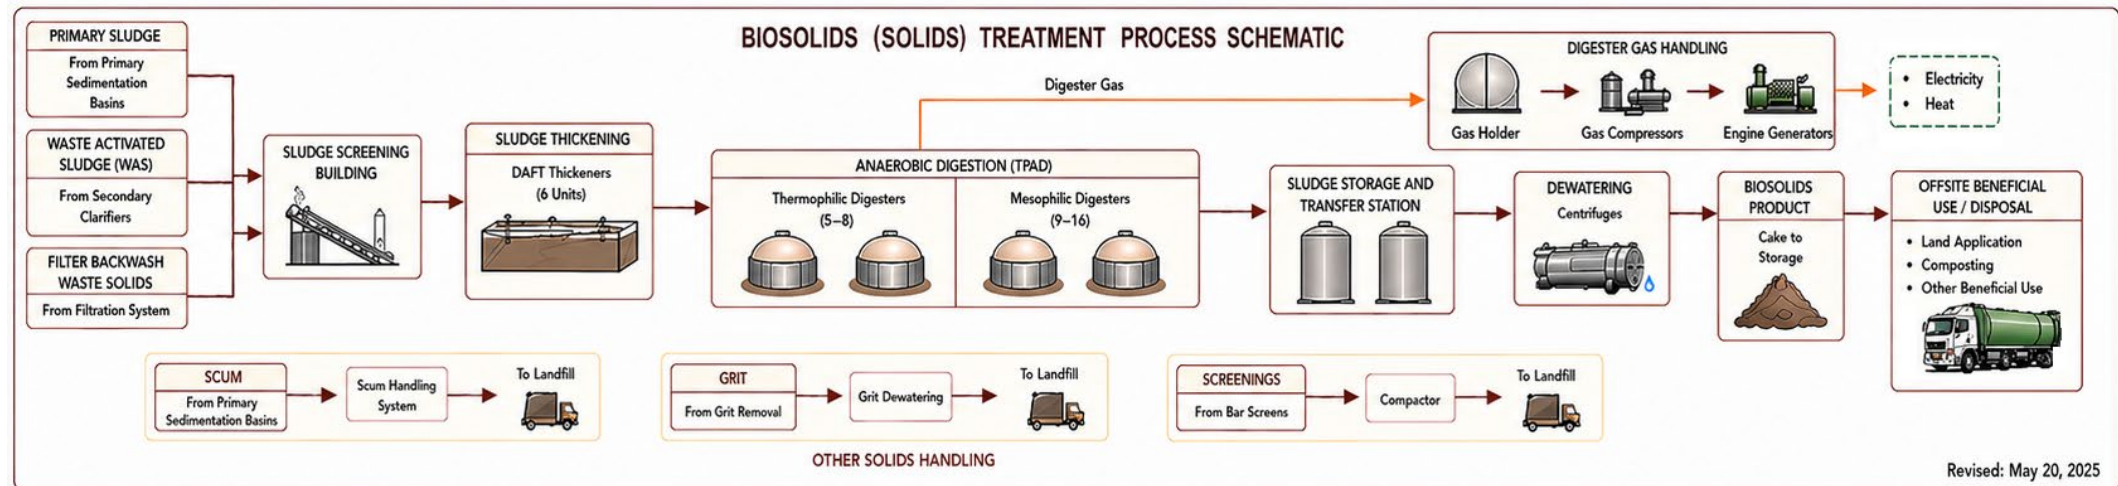 BIOSOLIDS (SOLIDS) TREATMENT PROCESS SCHEMATIC
PRIMARY SLUDGE
From Primary
Sedimentation
Basins
WASTE ACTIVATED
SLUDGE (WAS)
From Secondary
Clarifiers
FILTER BACKWASH
WASTE SOLIDS
From Filtration System
SLUDGE SCREENING
BUILDING
SLUDGE THICKENING
DAFT Thickeners
(6 Units)
ANAEROBIC DIGESTION (TPAD)
Thermophilic Digesters
(5–8)
Mesophilic Digesters
(9–16)
Digester Gas
DIGESTER GAS HANDLING
Gas Holder
Gas Compressors
Engine Generators
• Electricity
• Heat
SLUDGE STORAGE AND
TRANSFER STATION
DEWATERING
Centrifuges
BIOSOLIDS
PRODUCT
Cake to
Storage
OFFSITE BENEFICIAL
USE / DISPOSAL
• Land Application
• Composting
• Other Beneficial Use
SCUM
From Primary
Sedimentation Basins
Scum Handling
System
To Landfill
GRIT
From Grit Removal
Grit Dewatering
To Landfill
SCREENINGS
From Bar Screens
Compactor
To Landfill
OTHER SOLIDS HANDLING
Revised: May 20, 2025